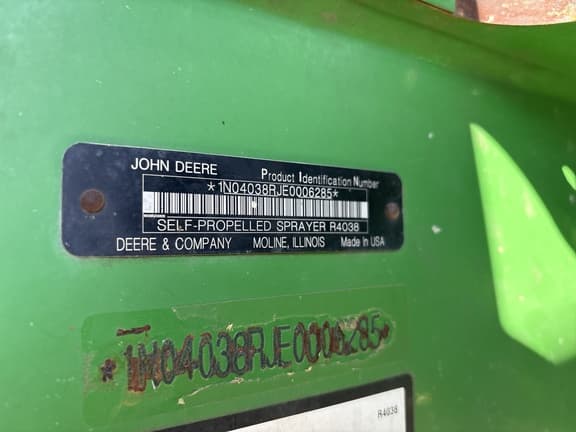 JOHN DEERE Product Identification Number
*1N04038RJE0006285*
SELF-PROPELLED SPRAYER R4038
DEERE & COMPANY MOLINE, ILLINOIS Made In USA
*1N04038RJE0006285*
R4038